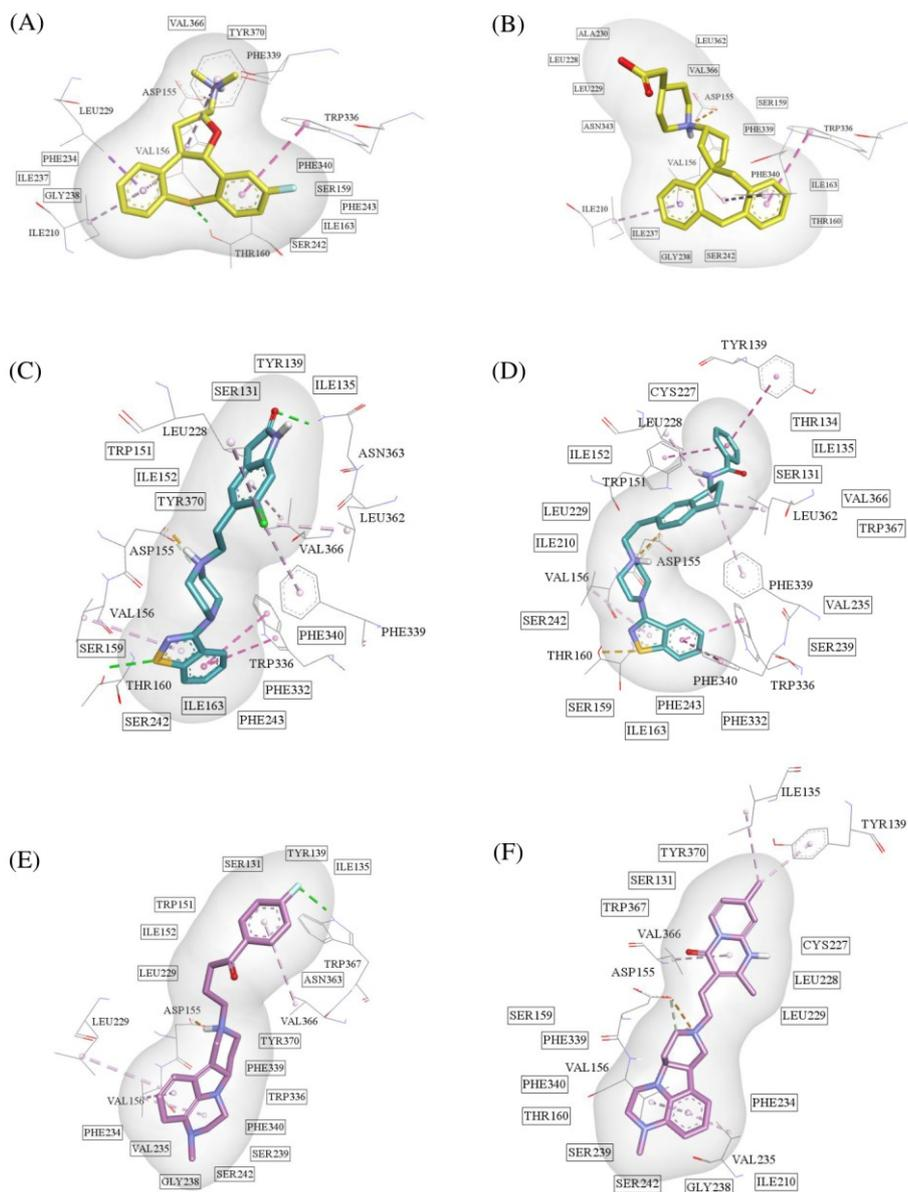 (A)
VAL366
TYR370
PHE339
ASP155
LEU229
TRP336
VAL156
PHE234
PHE340
ILE237
SER159
GLY238
PHE243
ILE163
ILE210
SER242
THR160
(B)
ALA230
LEU362
LEU228
VAL366
ASP155
LEU229
SER159
ASN343
PHE339
TRP336
VAL156
PHE340
ILE163
ILE210
THR160
ILE237
GLY238
SER242
(C)
TYR139
SER131
ILE135
LEU228
TRP151
ASN363
ILE152
TYR370
LEU362
ASP155
VAL366
VAL156
PHE339
SER159
PHE340
TRP336
THR160
PHE332
ILE163
SER242
PHE243
(D)
TYR139
CYS227
LEU228
THR134
ILE152
ILE135
TRP151
SER131
VAL366
LEU229
LEU362
TRP367
ILE210
ASP155
VAL156
PHE339
VAL235
SER242
SER239
THR160
PHE340
TRP336
SER159
PHE243
PHE332
ILE163
(E)
TYR139
SER131
ILE135
TRP151
ILE152
TRP367
LEU229
ASN363
ASP155
LEU229
VAL366
TYR370
PHE339
VAL156
TRP336
PHE234
PHE340
VAL235
SER239
GLY238
SER242
(F)
ILE135
TYR139
TYR370
SER131
TRP367
VAL366
CYS227
ASP155
LEU228
SER159
LEU229
PHE339
VAL156
PHE340
PHE234
THR160
SER239
VAL235
SER242
GLY238
ILE210